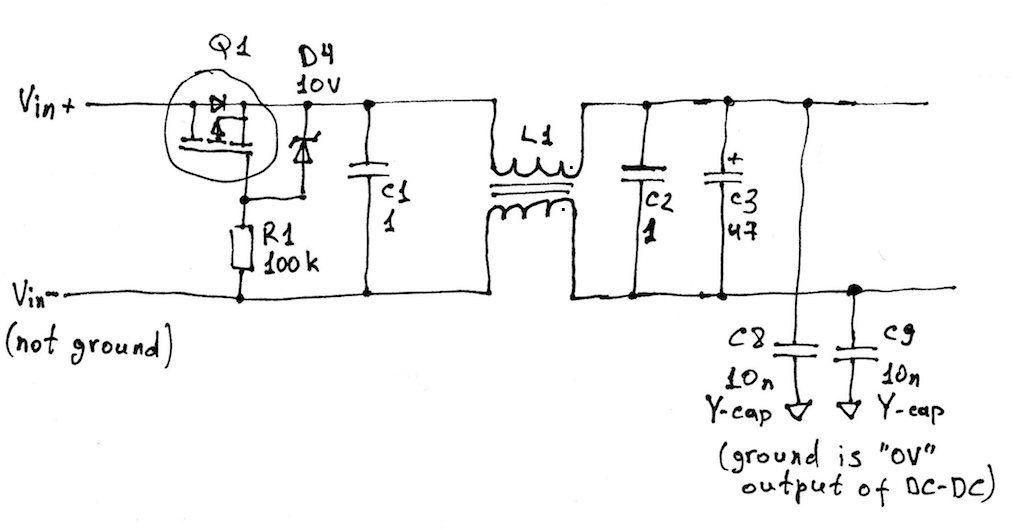 Q1
D4
10V
Vin+
L1
C1
1
C2
1
+
C3
47
R1
100k
Vin-
(not ground)
C8
10n
Y-cap
C9
10n
Y-cap
(ground is "0V"
output of DC-DC)